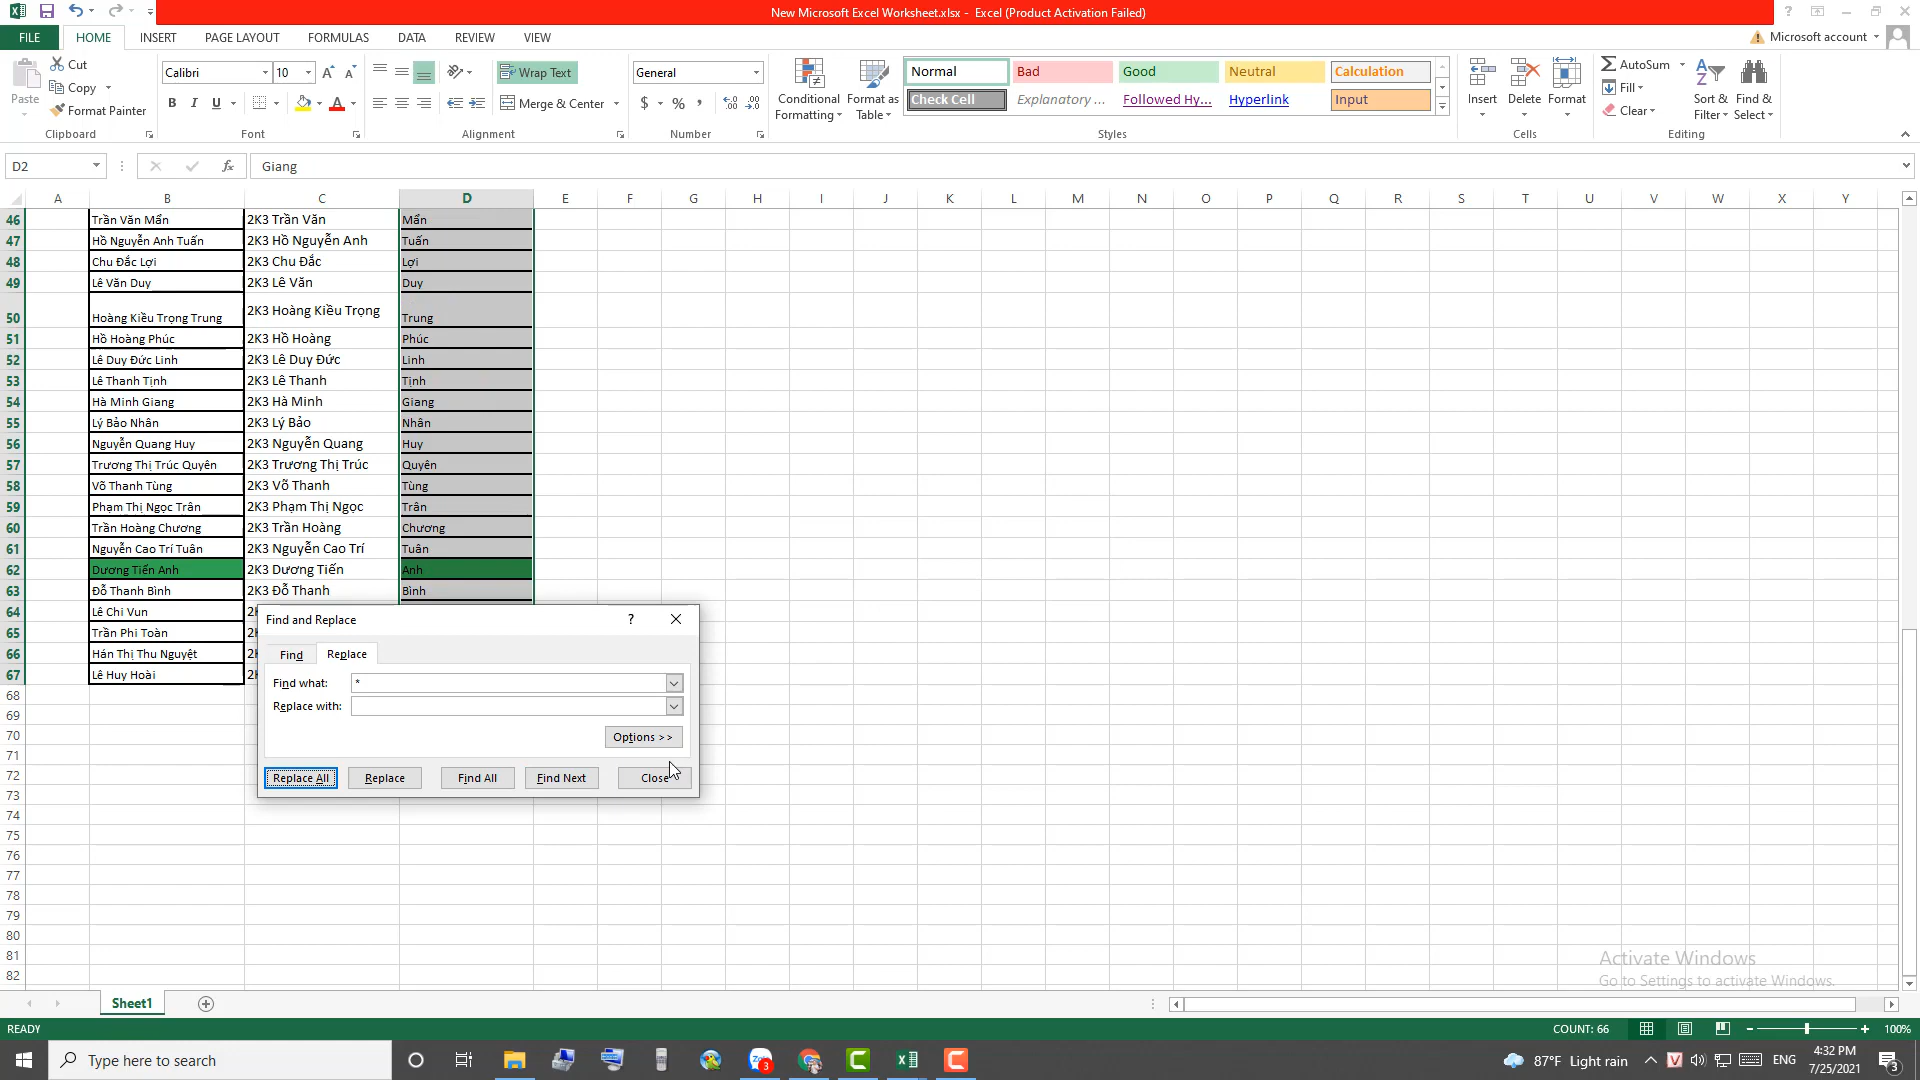 New Microsoft Excel Worksheet.xlsx - Excel (Product Activation Failed)
FILE HOME INSERT PAGE LAYOUT FORMULAS DATA REVIEW VIEW Microsoft account
Paste Cut Copy Format Painter Clipboard
Calibri 10 B I U A Font
Wrap Text Merge & Center Alignment
General $ % Number
Conditional Formatting Format as Table
Normal Bad Good Neutral Calculation
Check Cell Explanatory ... Followed Hy... Hyperlink Input
Styles
Insert Delete Format Cells
AutoSum Fill Clear Sort & Filter Find & Select Editing
D2 fx Giang
A B C D E F G H I J K L M N O P Q R S T U V W X Y
46 Trần Văn Mẩn 2K3 Trần Văn Mẩn
47 Hồ Nguyễn Anh Tuấn 2K3 Hồ Nguyễn Anh Tuấn
48 Chu Đắc Lợi 2K3 Chu Đắc Lợi
49 Lê Văn Duy 2K3 Lê Văn Duy
50 Hoàng Kiều Trọng Trung 2K3 Hoàng Kiều Trọng Trung
51 Hồ Hoàng Phúc 2K3 Hồ Hoàng Phúc
52 Lê Duy Đức Linh 2K3 Lê Duy Đức Linh
53 Lê Thanh Tịnh 2K3 Lê Thanh Tịnh
54 Hà Minh Giang 2K3 Hà Minh Giang
55 Lý Bảo Nhân 2K3 Lý Bảo Nhân
56 Nguyễn Quang Huy 2K3 Nguyễn Quang Huy
57 Trương Thị Trúc Quyên 2K3 Trương Thị Trúc Quyên
58 Võ Thanh Tùng 2K3 Võ Thanh Tùng
59 Phạm Thị Ngọc Trân 2K3 Phạm Thị Ngọc Trân
60 Trần Hoàng Chương 2K3 Trần Hoàng Chương
61 Nguyễn Cao Trí Tuân 2K3 Nguyễn Cao Trí Tuân
62 Dương Tiến Anh 2K3 Dương Tiến Anh
63 Đỗ Thanh Bình 2K3 Đỗ Thanh Bình
64 Lê Chi Vun
65 Trần Phi Toàn
66 Hán Thị Thu Nguyệt
67 Lê Huy Hoài
68
69
70
71
72
73
74
75
76
77
78
79
80
81
82
Find and Replace ?
Find Replace
Find what: *
Replace with:
Options >>
Replace All Replace Find All Find Next Close
Activate Windows
Go to Settings to activate Windows.
Sheet1
READY COUNT: 66 100%
Type here to search 3 87°F Light rain ENG 4:32 PM
7/25/2021 3